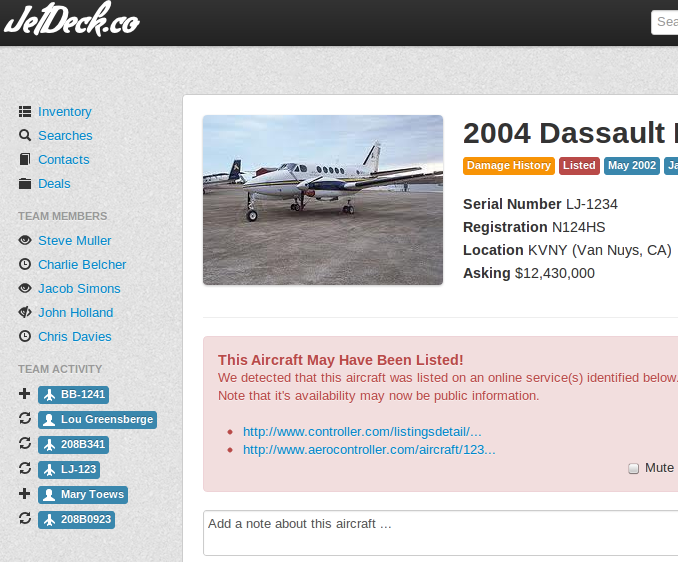 JetDeck.co
Sea
Inventory
Searches
Contacts
Deals
TEAM MEMBERS
Steve Muller
Charlie Belcher
Jacob Simons
John Holland
Chris Davies
TEAM ACTIVITY
BB-1241
Lou Greensberge
208B341
LJ-123
Mary Toews
208B0923
2004 Dassault
Damage History Listed May 2002 Ja
Serial Number LJ-1234
Registration N124HS
Location KVNY (Van Nuys, CA)
Asking $12,430,000
This Aircraft May Have Been Listed!
We detected that this aircraft was listed on an online service(s) identified below.
Note that it's availability may now be public information.
http://www.controller.com/listingsdetail/...
http://www.aerocontroller.com/aircraft/123...
Mute
Add a note about this aircraft ...